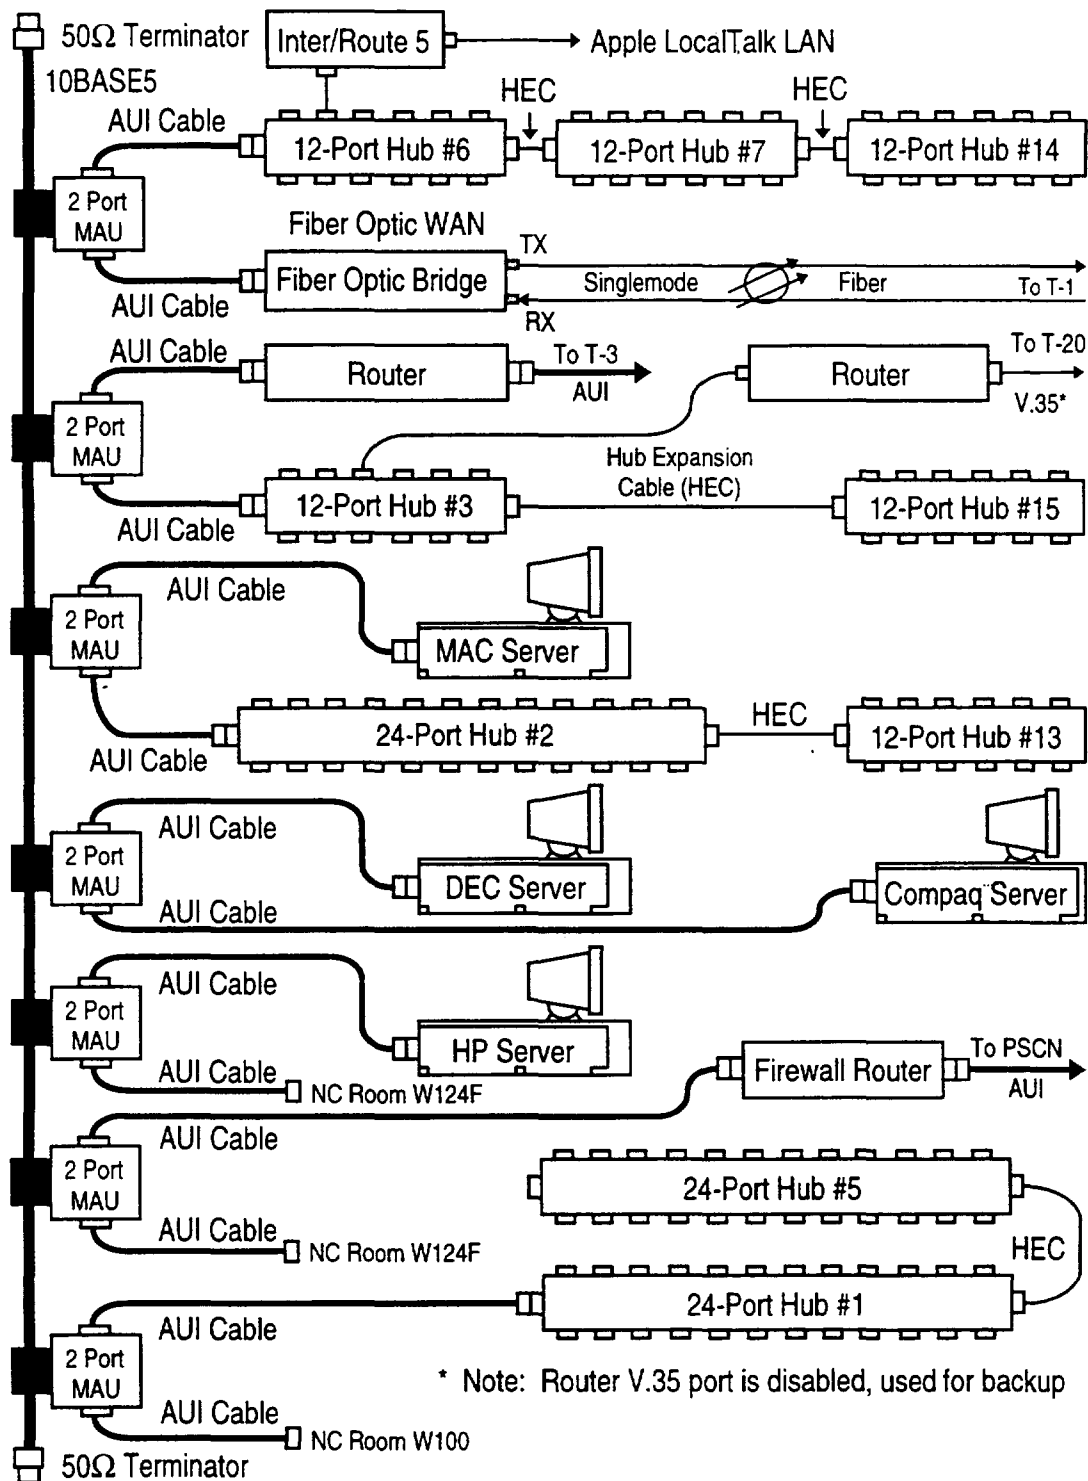 50Ω Terminator
Inter/Route 5
Apple LocalTalk LAN
10BASE5
HEC
HEC
AUI Cable
12-Port Hub #6
12-Port Hub #7
12-Port Hub #14
2 Port
MAU
Fiber Optic WAN
TX
Fiber Optic Bridge
Singlemode
Fiber
To T-1
AUI Cable
RX
AUI Cable
Router
To T-3
AUI
Router
To T-20
V.35*
2 Port
MAU
Hub Expansion
Cable (HEC)
12-Port Hub #3
12-Port Hub #15
AUI Cable
AUI Cable
2 Port
MAU
MAC Server
24-Port Hub #2
HEC
12-Port Hub #13
AUI Cable
AUI Cable
2 Port
MAU
DEC Server
Compaq Server
AUI Cable
AUI Cable
2 Port
MAU
HP Server
To PSCN
AUI
Firewall Router
AUI Cable
NC Room W124F
AUI Cable
2 Port
MAU
24-Port Hub #5
AUI Cable
NC Room W124F
HEC
24-Port Hub #1
AUI Cable
2 Port
MAU
* Note: Router V.35 port is disabled, used for backup
AUI Cable
NC Room W100
50Ω Terminator